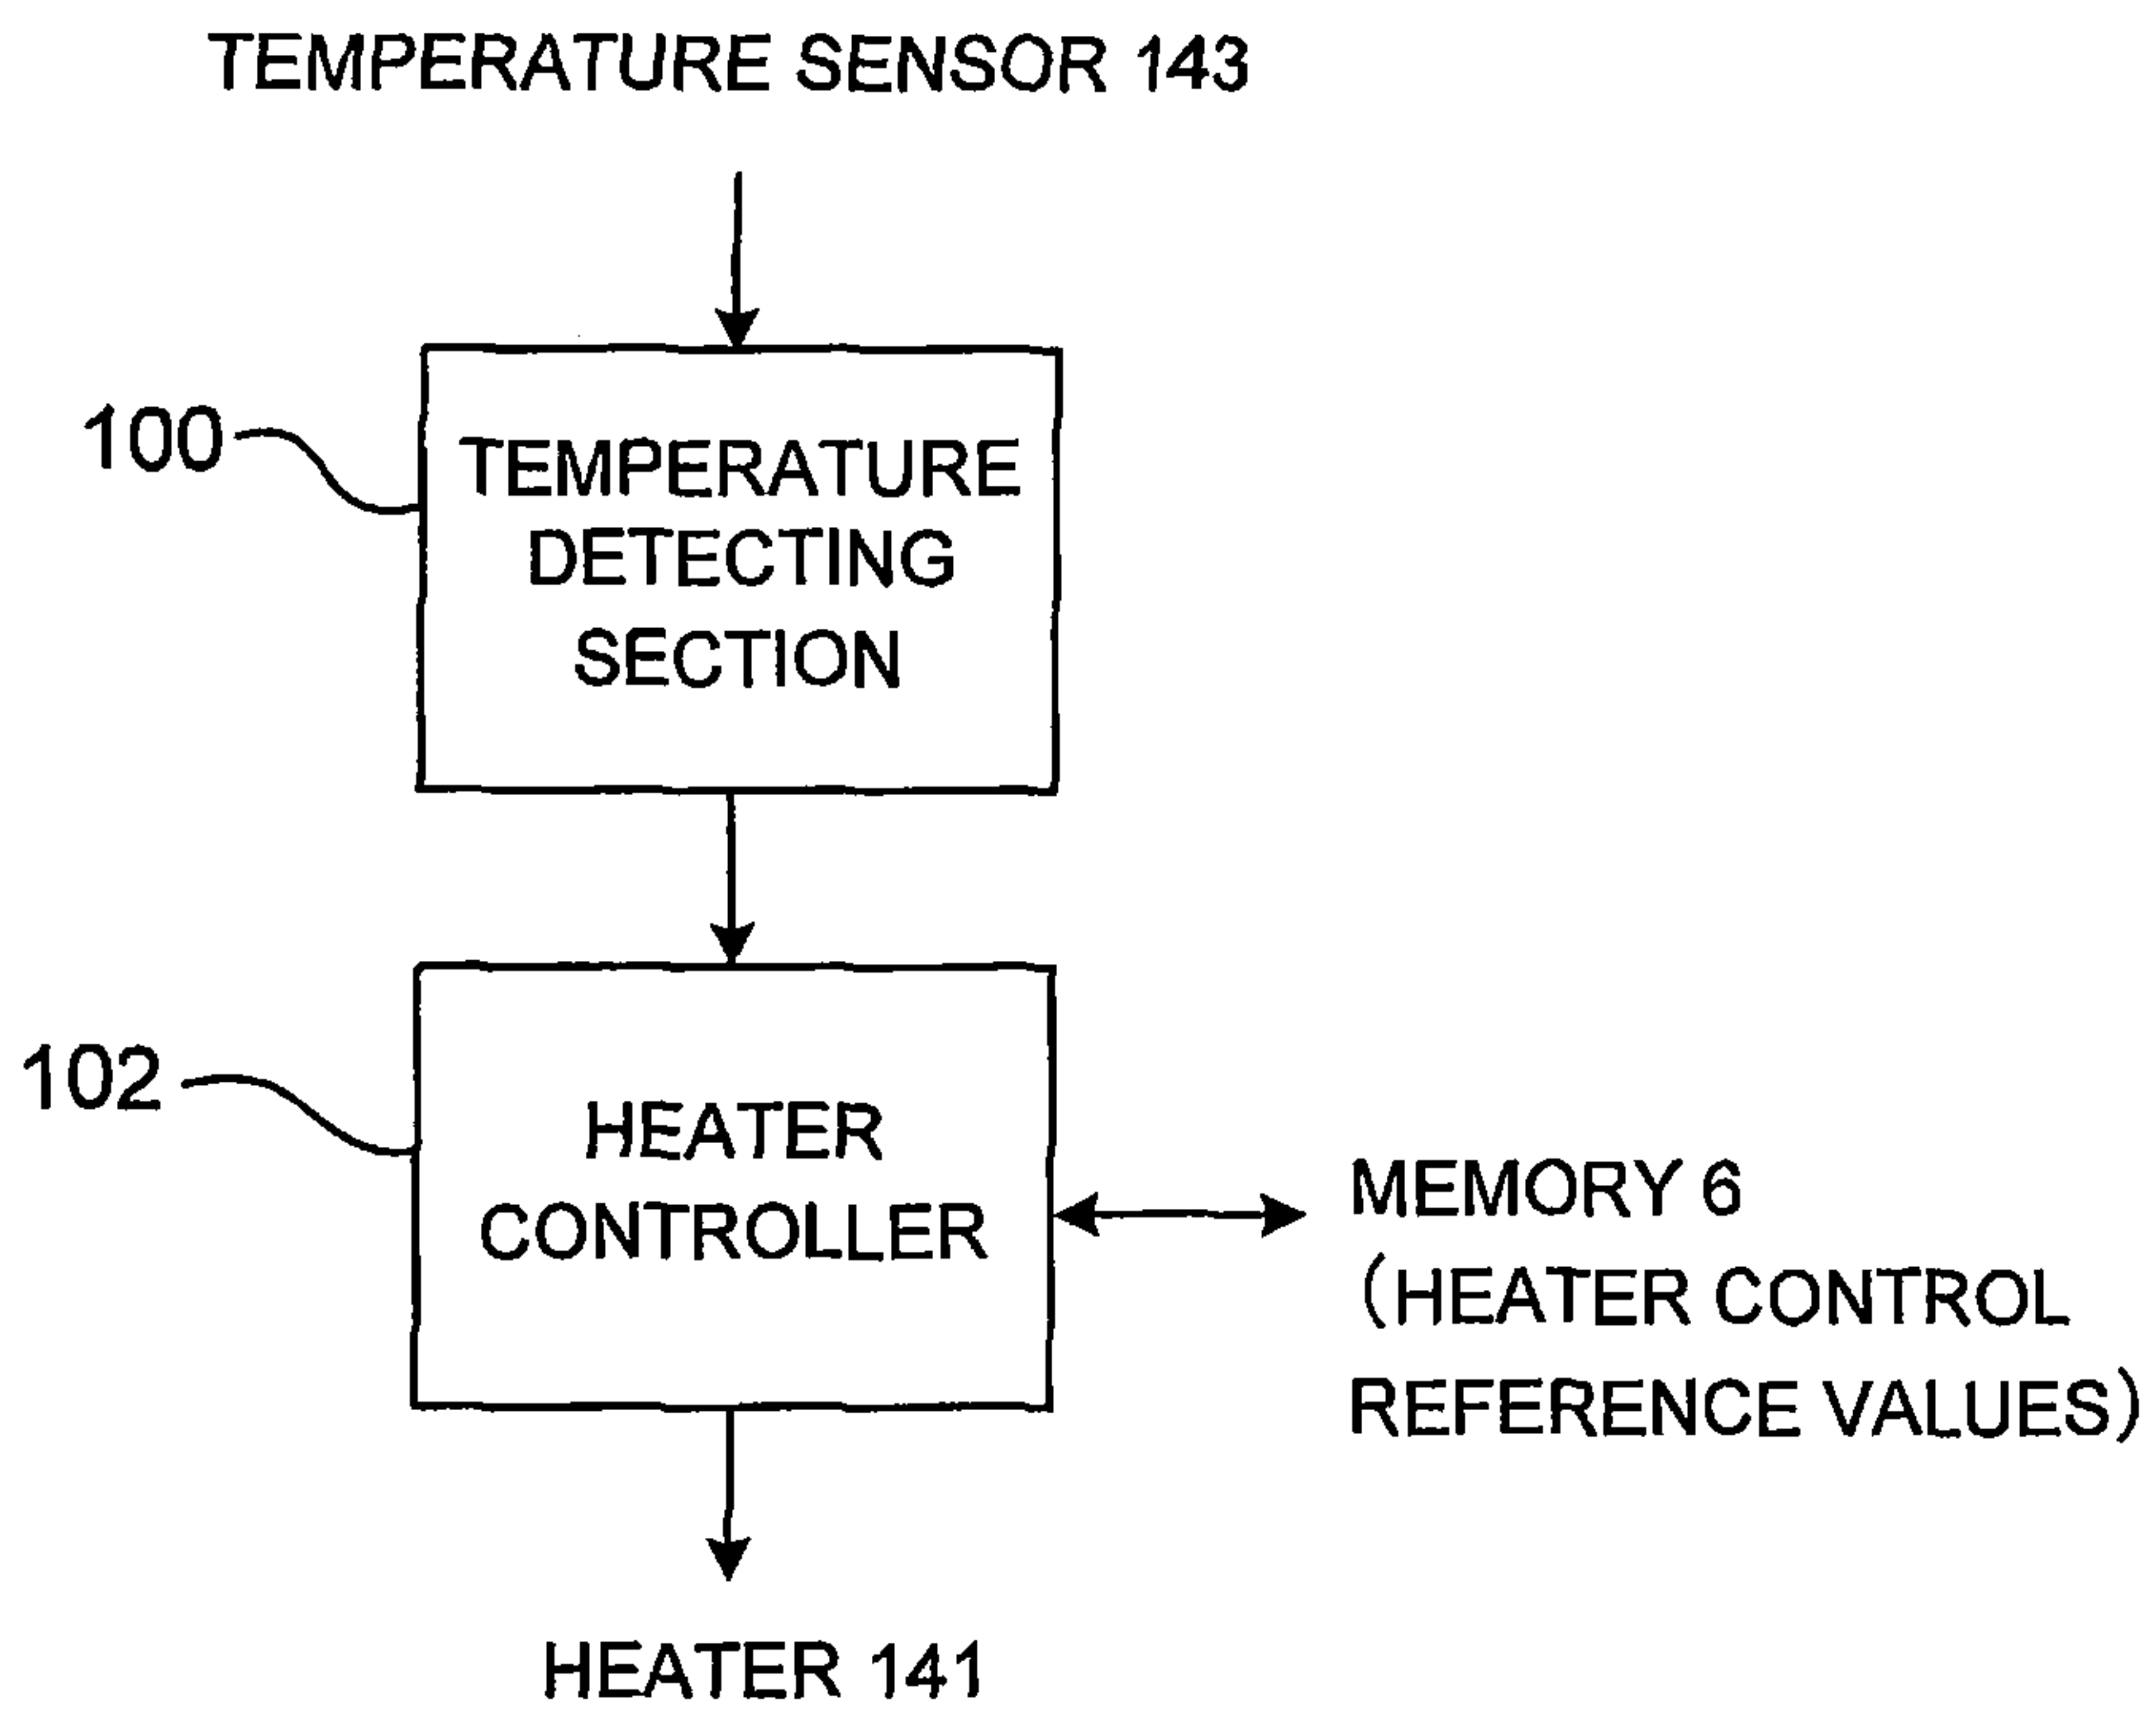 TEMPERATURE SENSOR 143
100
TEMPERATURE
DETECTING
SECTION
102
HEATER
CONTROLLER
MEMORY 6
(HEATER CONTROL
REFERENCE VALUES)
HEATER 141